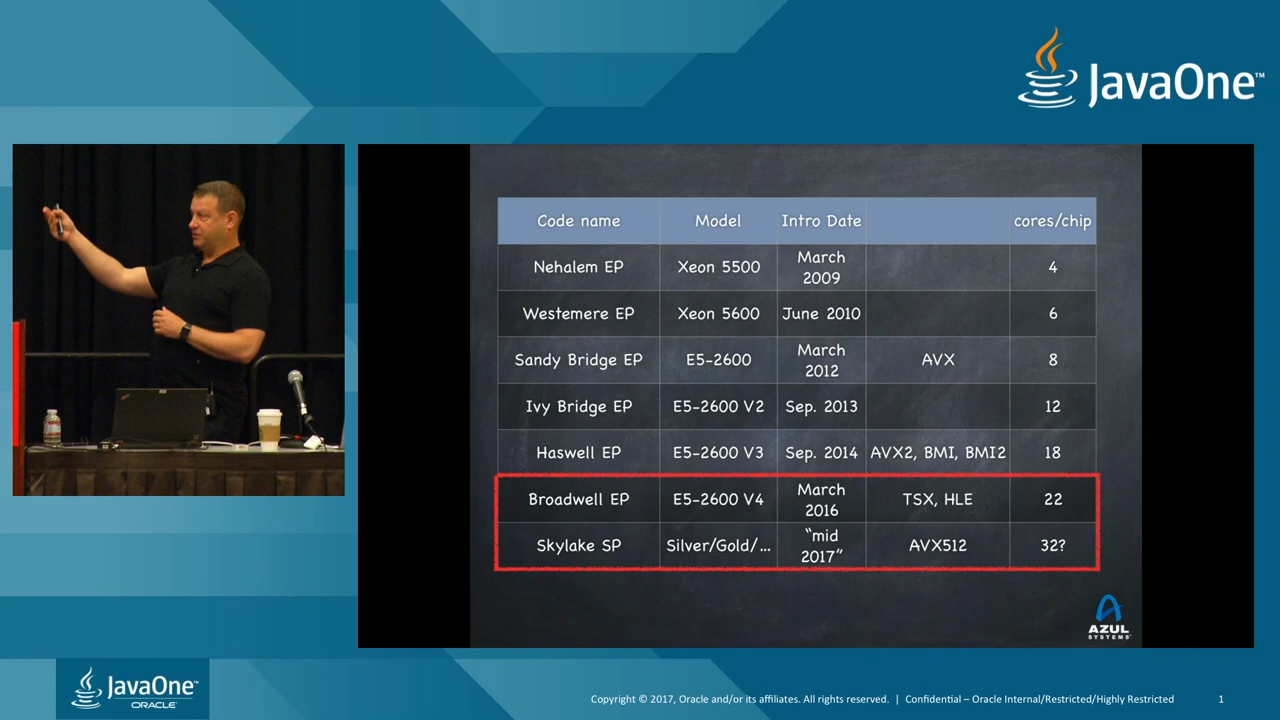 JavaOne™
Code name Model Intro Date cores/chip
Nehalem EP Xeon 5500 March 2009 4
Westemere EP Xeon 5600 June 2010 6
Sandy Bridge EP E5-2600 March 2012 AVX 8
Ivy Bridge EP E5-2600 V2 Sep. 2013 12
Haswell EP E5-2600 V3 Sep. 2014 AVX2, BMI, BMI2 18
Broadwell EP E5-2600 V4 March 2016 TSX, HLE 22
Skylake SP Silver/Gold/... “mid 2017” AVX512 32?
AZUL
SYSTEMS
JavaOne™
ORACLE
Copyright © 2017, Oracle and/or its affiliates. All rights reserved. | Confidential – Oracle Internal/Restricted/Highly Restricted 1